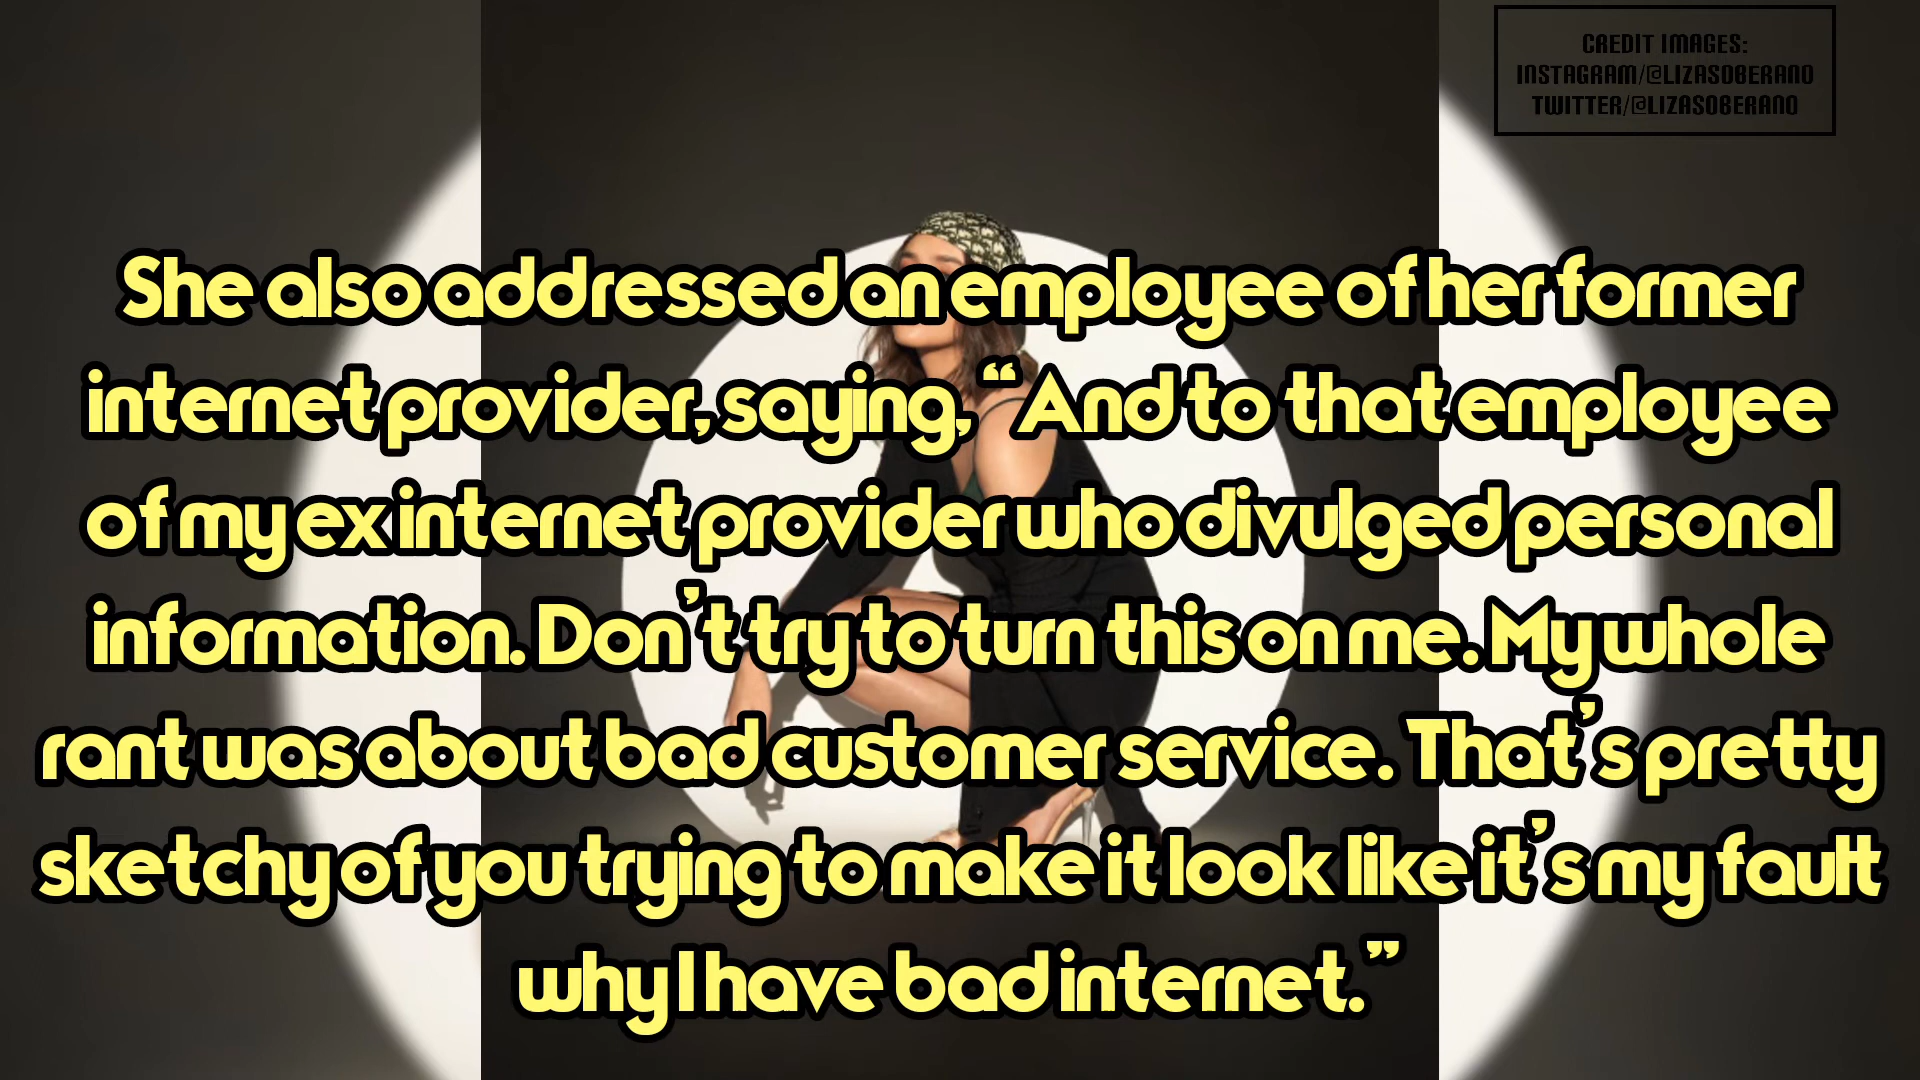 CREDIT IMAGES:
INSTAGRAM/@LIZASOBERANO
TWITTER/@LIZASOBERANO
She also addressed an employee of her former
internet provider, saying, “And to that employee
of my ex internet provider who divulged personal
information. Don’t try to turn this on me. My whole
rant was about bad customer service. That’s pretty
sketchy of you trying to make it look like it’s my fault
why I have bad internet.”